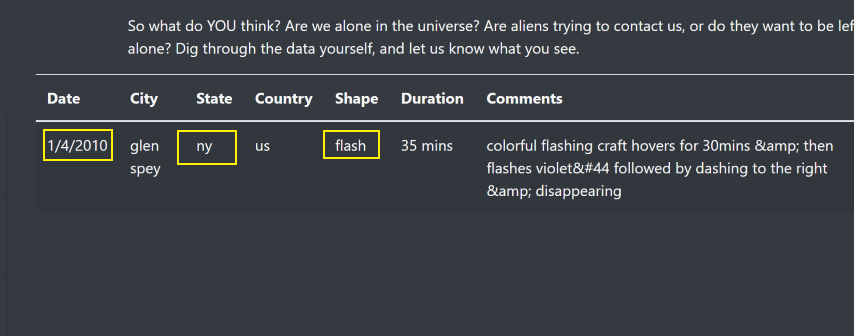 So what do YOU think? Are we alone in the universe? Are aliens trying to contact us, or do they want to be lef
alone? Dig through the data yourself, and let us know what you see.
Date City State Country Shape Duration Comments
1/4/2010 glen ny us flash 35 mins colorful flashing craft hovers for 30mins &amp; then
spey flashes violet&#44 followed by dashing to the right
&amp; disappearing